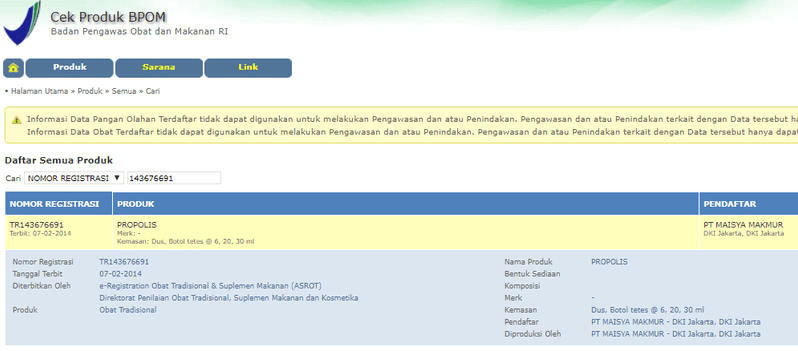 Cek Produk BPOM
Badan Pengawas Obat dan Makanan RI
Produk
Sarana
Link
• Halaman Utama » Produk » Semua » Cari
Informasi Data Pangan Olahan Terdaftar tidak dapat digunakan untuk melakukan Pengawasan dan atau Penindakan. Pengawasan dan atau Penindakan terkait dengan Data tersebut ha
Informasi Data Obat Terdaftar tidak dapat digunakan untuk melakukan Pengawasan dan atau Penindakan. Pengawasan dan atau Penindakan terkait dengan Data tersebut hanya dapat
Daftar Semua Produk
Cari NOMOR REGISTRASI ▼ 143676691
NOMOR REGISTRASI PRODUK PENDAFTAR
TR143676691 PROPOLIS PT MAISYA MAKMUR
Terbit: 07-02-2014 Merk: - DKI Jakarta, DKI Jakarta
Kemasan: Dus, Botol tetes @ 6, 20, 30 ml
Nomor Registrasi TR143676691 Nama Produk PROPOLIS
Tanggal Terbit 07-02-2014 Bentuk Sediaan
Diterbitkan Oleh e-Registration Obat Tradisional & Suplemen Makanan (ASROT) Komposisi
Direktorat Penilaian Obat Tradisional, Suplemen Makanan dan Kosmetika Merk -
Produk Obat Tradisional Kemasan Dus, Botol tetes @ 6, 20, 30 ml
Pendaftar PT MAISYA MAKMUR - DKI Jakarta, DKI Jakarta
Diproduksi Oleh PT MAISYA MAKMUR - DKI Jakarta, DKI Jakarta